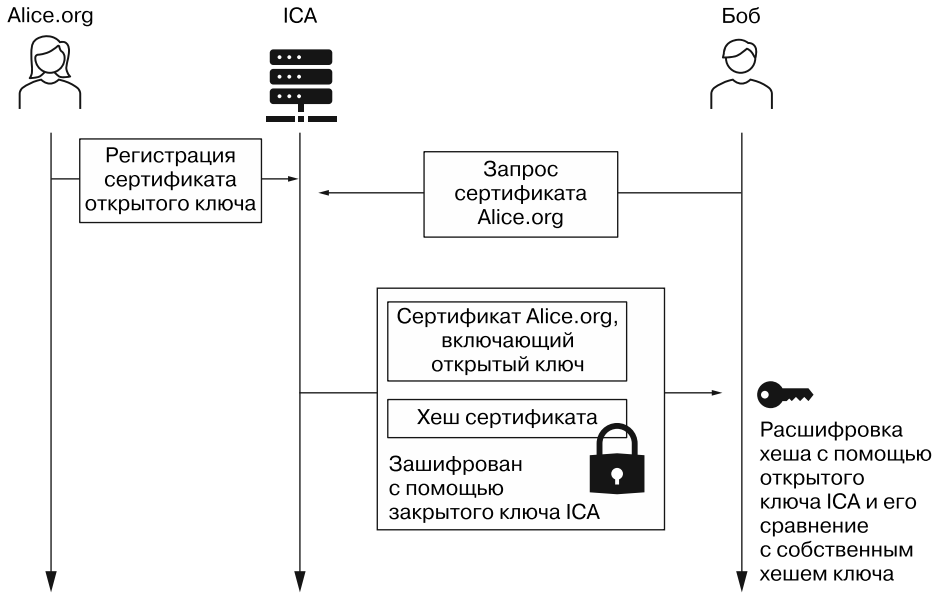 Alice.org
ICA
Боб
Регистрация
сертификата
открытого ключа
Запрос
сертификата
Alice.org
Сертификат Alice.org,
включающий
открытый ключ
Хеш сертификата
Зашифрован
с помощью
закрытого ключа ICA
Расшифровка
хеша с помощью
открытого
ключа ICA и его
сравнение
с собственным
хешем ключа